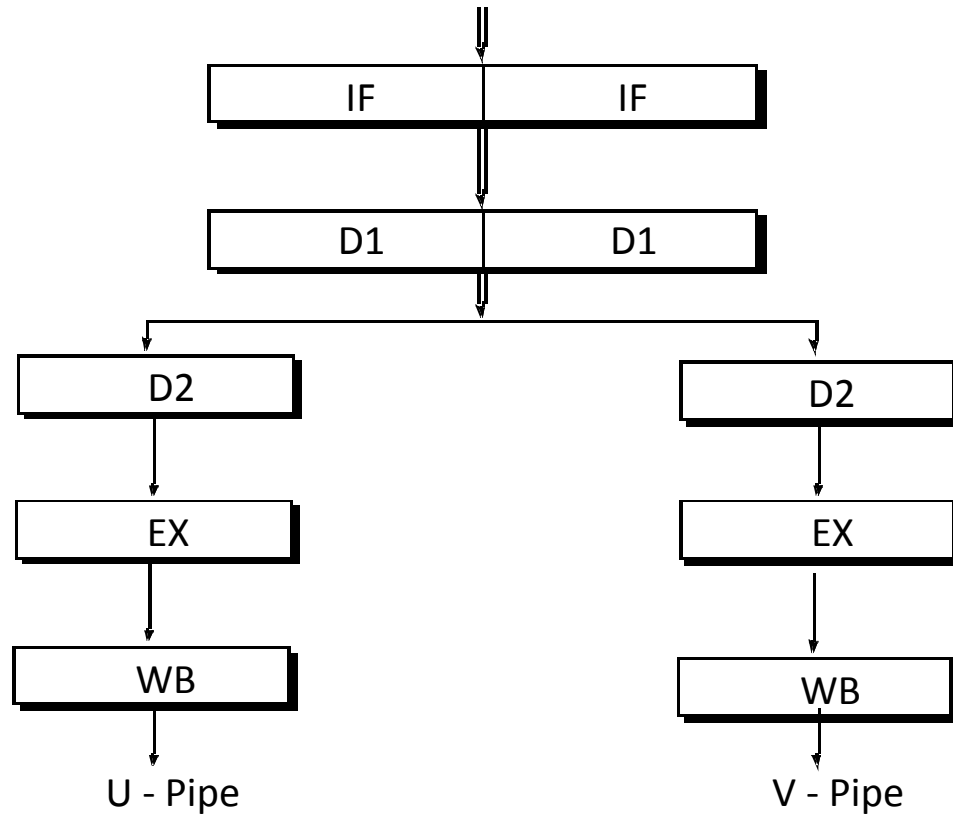 IF IF
D1 D1
D2 D2
EX EX
WB WB
U - Pipe V - Pipe